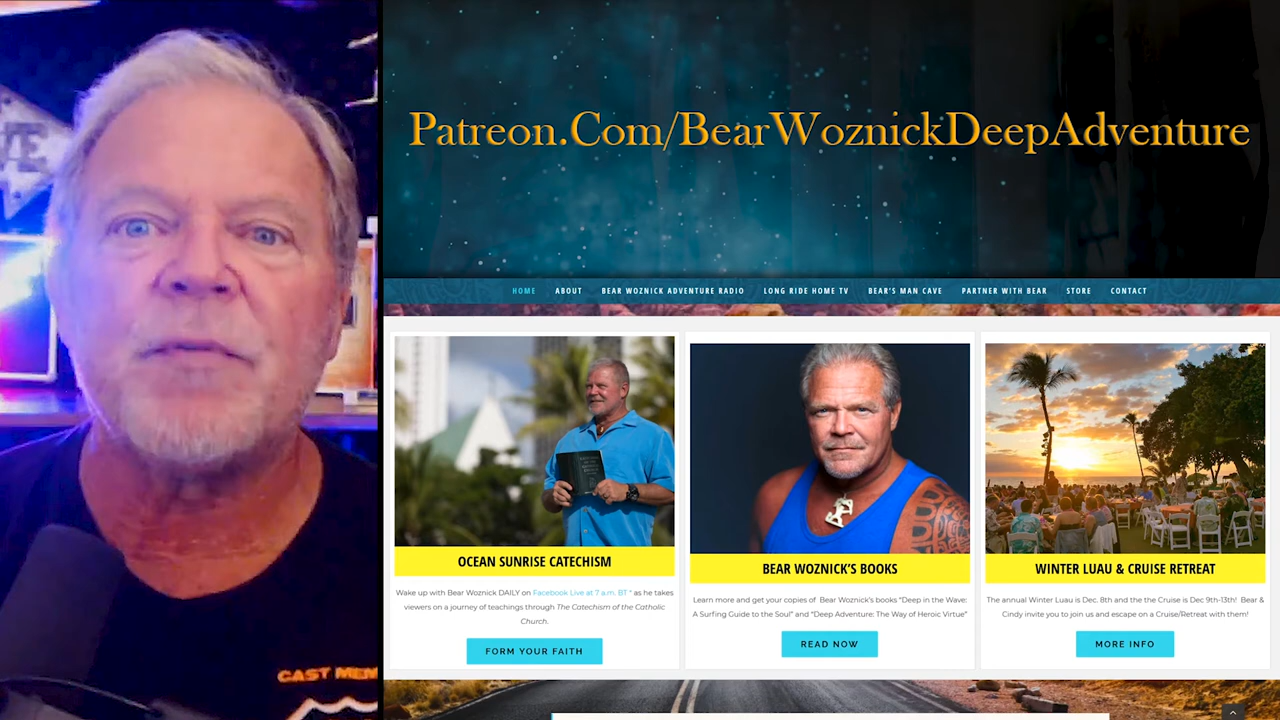 Patreon.Com/BearWoznickDeepAdventure
HOME ABOUT BEAR WOZNICK ADVENTURE RADIO LONG RIDE HOME TV BEAR'S MAN CAVE PARTNER WITH BEAR STORE CONTACT
OCEAN SUNRISE CATECHISM
Wake up with Bear Woznick DAILY on Facebook Live at 7 a.m. BT " as he takes
viewers on a journey of teachings through The Catechism of the Catholic
Church.
FORM YOUR FAITH
BEAR WOZNICK'S BOOKS
Learn more and get your copies of Bear Woznick's books "Deep in the Wave:
A Surfing Guide to the Soul" and "Deep Adventure: The Way of Heroic Virtue"
READ NOW
WINTER LUAU & CRUISE RETREAT
The annual Winter Luau is Dec. 8th and the the Cruise is Dec 9th-13th! Bear &
Cindy invite you to join us and escape on a Cruise/Retreat with them!
MORE INFO
CAST MEM